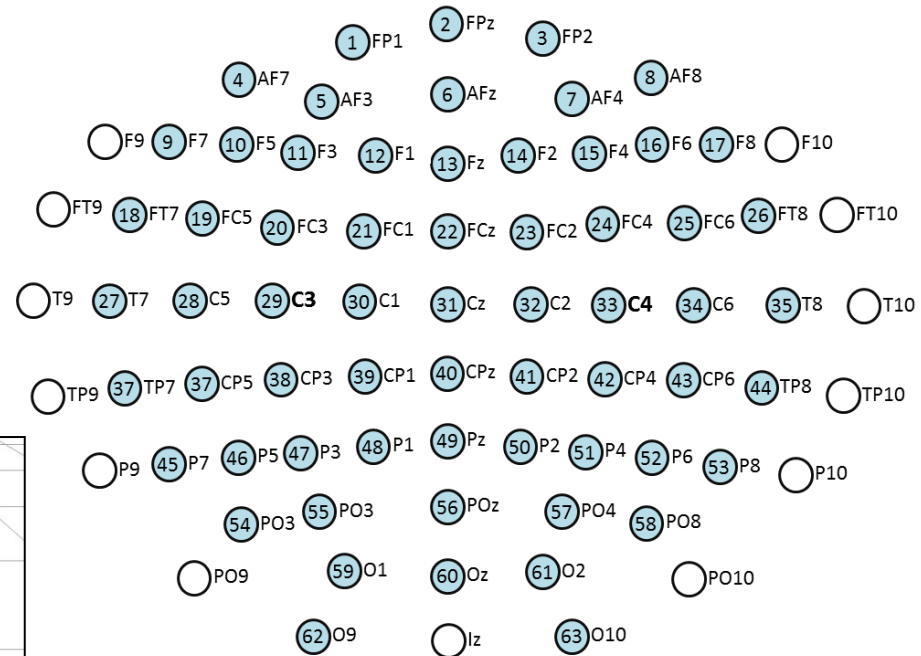 2 FPz
1 FP1 3 FP2
4 AF7 8 AF8
5 AF3 6 AFz 7 AF4
F9 9 F7 10 F5 11 F3 12 F1 13 Fz 14 F2 15 F4 16 F6 17 F8 F10
FT9 18 FT7 19 FC5 20 FC3 21 FC1 22 FCz 23 FC2 24 FC4 25 FC6 26 FT8 FT10
T9 27 T7 28 C5 29 C3 30 C1 31 Cz 32 C2 33 C4 34 C6 35 T8 T10
TP9 37 TP7 37 CP5 38 CP3 39 CP1 40 CPz 41 CP2 42 CP4 43 CP6 44 TP8 TP10
P9 45 P7 46 P5 47 P3 48 P1 49 Pz 50 P2 51 P4 52 P6 53 P8 P10
54 PO3 55 PO3 56 POz 57 PO4 58 PO8
PO9 59 O1 60 Oz 61 O2 PO10
62 O9 Iz 63 O10